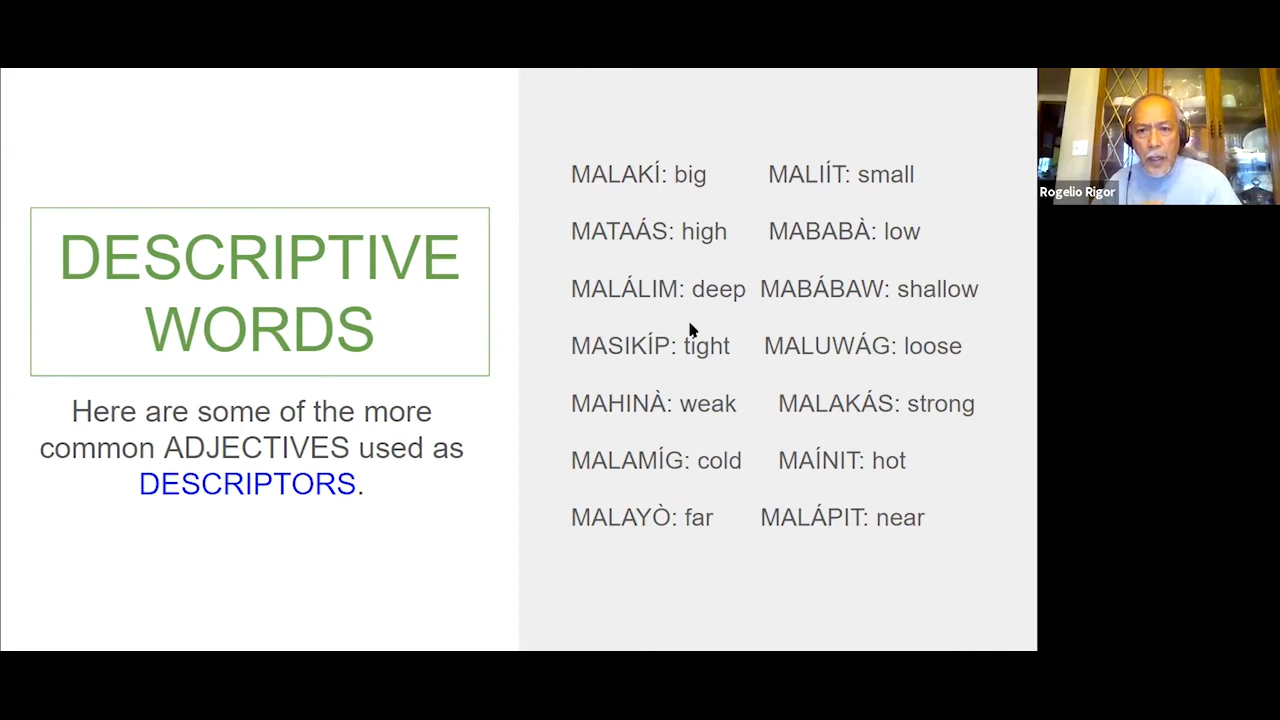 DESCRIPTIVE
WORDS
Here are some of the more
common ADJECTIVES used as
DESCRIPTORS.
MALAKÍ: big MALIÍT: small
MATAÁS: high MABABÀ: low
MALÁLIM: deep MABÁBAW: shallow
MASIKÍP: tight MALUWÁG: loose
MAHINÀ: weak MALAKÁS: strong
MALAMÍG: cold MAÍNIT: hot
MALAYÒ: far MALÁPIT: near
Rogelio Rigor